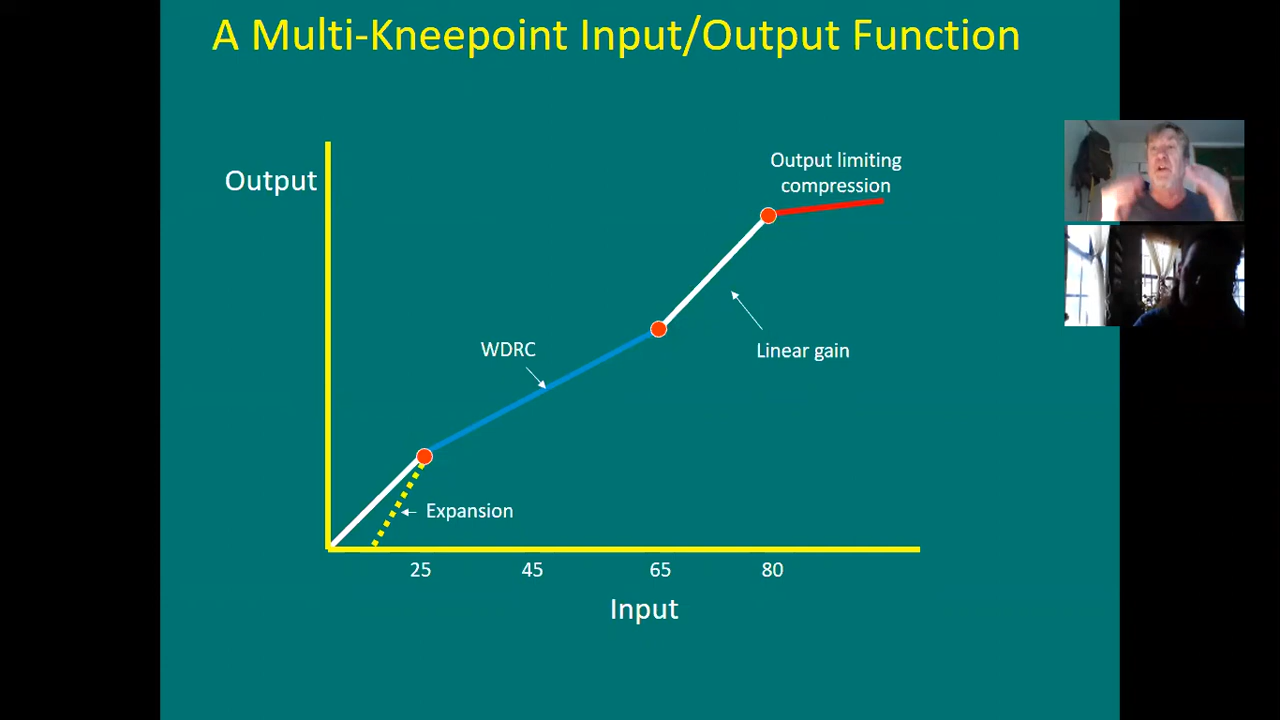 A Multi-Kneepoint Input/Output Function
Output
Output limiting
compression
WDRC
Linear gain
Expansion
25
45
65
80
Input